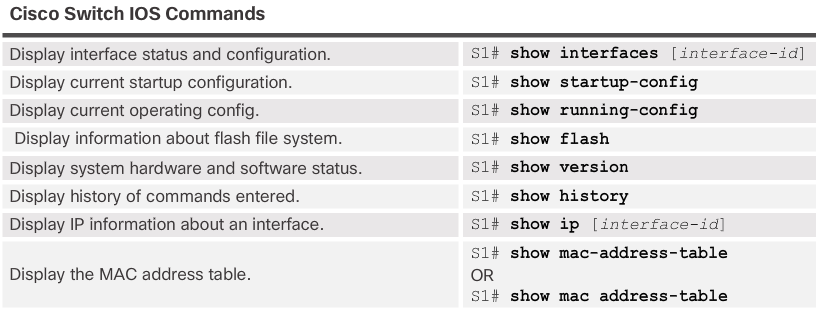 Cisco Switch IOS Commands
Display interface status and configuration. S1# show interfaces [interface-id]
Display current startup configuration. S1# show startup-config
Display current operating config. S1# show running-config
Display information about flash file system. S1# show flash
Display system hardware and software status. S1# show version
Display history of commands entered. S1# show history
Display IP information about an interface. S1# show ip [interface-id]
Display the MAC address table. S1# show mac-address-table
OR
S1# show mac address-table